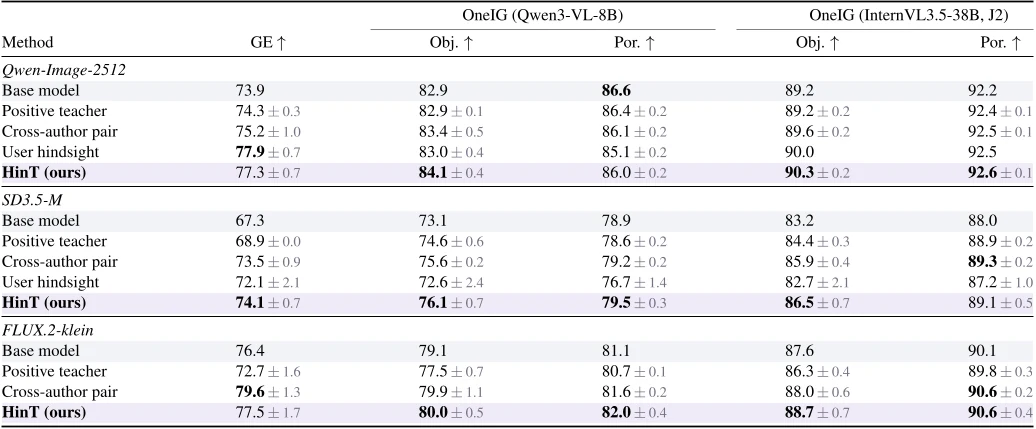 OneIG (Qwen3-VL-8B) OneIG (InternVL3.5-38B, J2)
Method GE ↑ Obj. ↑ Por. ↑ Obj. ↑ Por. ↑
Qwen-Image-2512
Base model 73.9 82.9 86.6 89.2 92.2
Positive teacher 74.3 ± 0.3 82.9 ± 0.1 86.4 ± 0.2 89.2 ± 0.2 92.4 ± 0.1
Cross-author pair 75.2 ± 1.0 83.4 ± 0.5 86.1 ± 0.2 89.6 ± 0.2 92.5 ± 0.1
User hindsight 77.9 ± 0.7 83.0 ± 0.4 85.1 ± 0.2 90.0 92.5
HinT (ours) 77.3 ± 0.7 84.1 ± 0.4 86.0 ± 0.2 90.3 ± 0.2 92.6 ± 0.1
SD3.5-M
Base model 67.3 73.1 78.9 83.2 88.0
Positive teacher 68.9 ± 0.0 74.6 ± 0.6 78.6 ± 0.2 84.4 ± 0.3 88.9 ± 0.2
Cross-author pair 73.5 ± 0.9 75.6 ± 0.2 79.2 ± 0.2 85.9 ± 0.4 89.3 ± 0.2
User hindsight 72.1 ± 2.1 72.6 ± 2.4 76.7 ± 1.4 82.7 ± 2.1 87.2 ± 1.0
HinT (ours) 74.1 ± 0.7 76.1 ± 0.7 79.5 ± 0.3 86.5 ± 0.7 89.1 ± 0.5
FLUX.2-klein
Base model 76.4 79.1 81.1 87.6 90.1
Positive teacher 72.7 ± 1.6 77.5 ± 0.7 80.7 ± 0.1 86.3 ± 0.4 89.8 ± 0.3
Cross-author pair 79.6 ± 1.3 79.9 ± 1.1 81.6 ± 0.2 88.0 ± 0.6 90.6 ± 0.2
HinT (ours) 77.5 ± 1.7 80.0 ± 0.5 82.0 ± 0.4 88.7 ± 0.7 90.6 ± 0.4